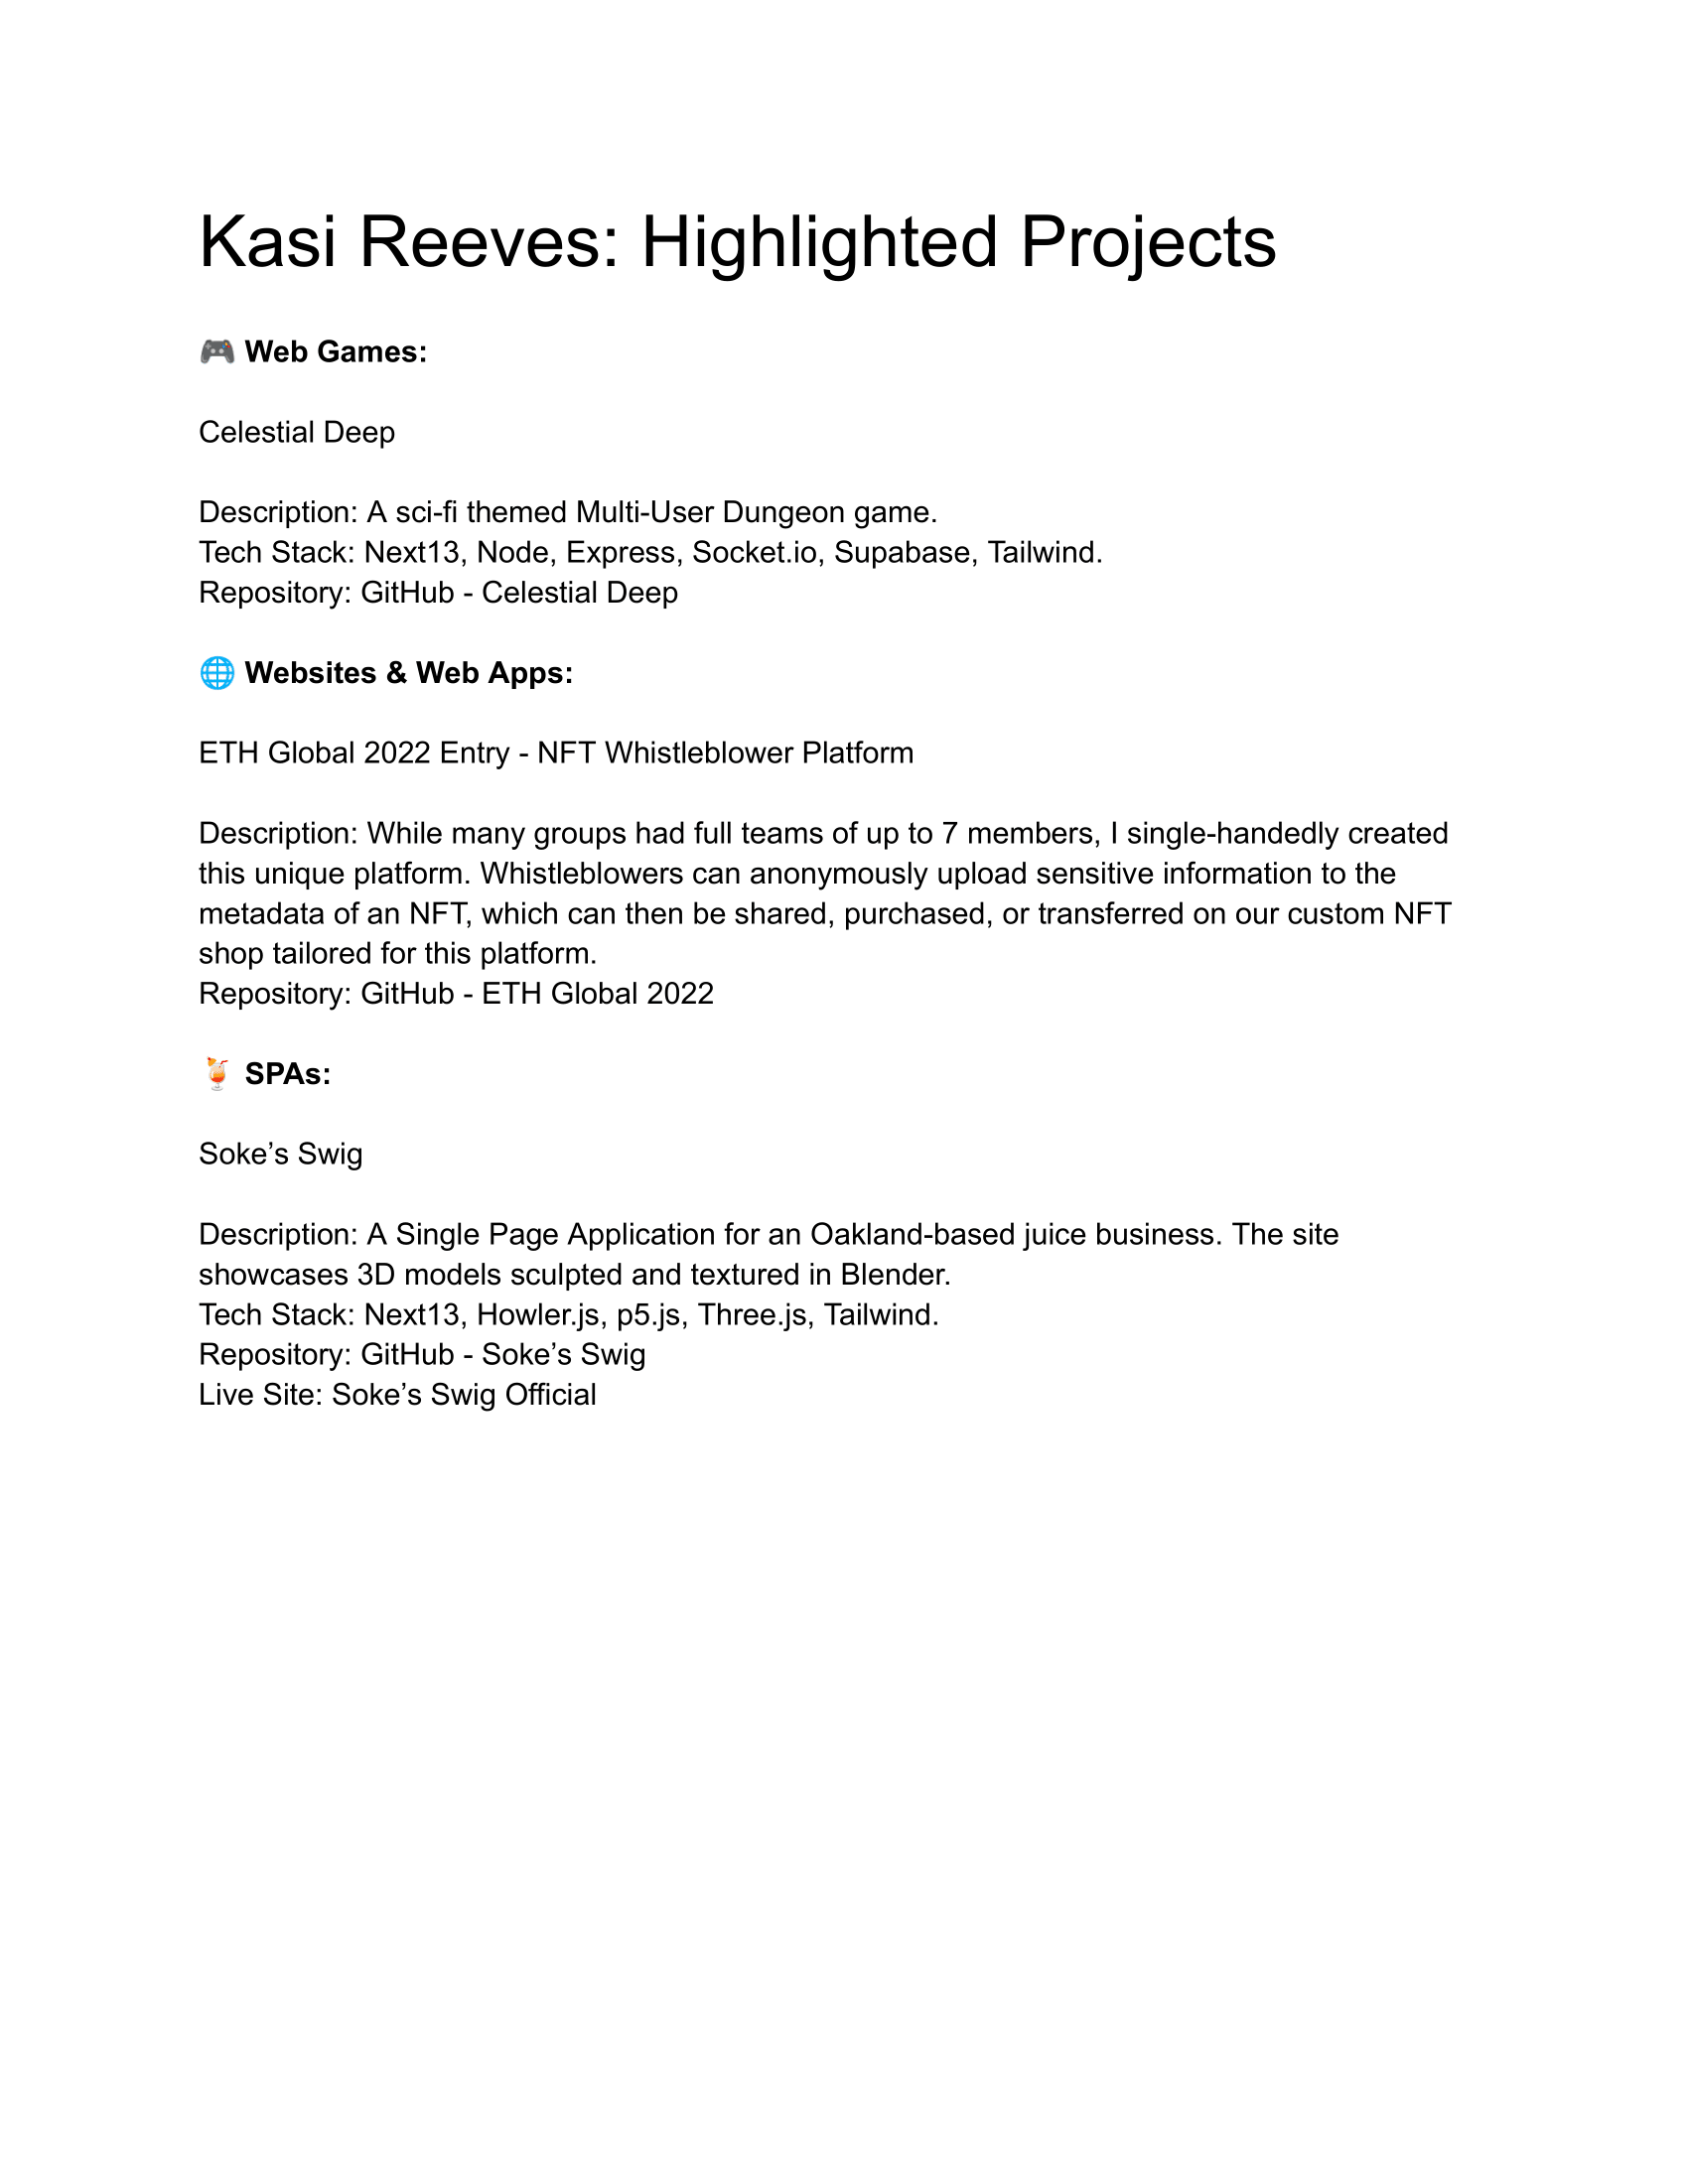 Kasi Reeves: Highlighted Projects
🎮 Web Games:
Celestial Deep
Description: A sci-fi themed Multi-User Dungeon game.
Tech Stack: Next13, Node, Express, Socket.io, Supabase, Tailwind.
Repository: GitHub - Celestial Deep
🌐 Websites & Web Apps:
ETH Global 2022 Entry - NFT Whistleblower Platform
Description: While many groups had full teams of up to 7 members, I single-handedly created
this unique platform. Whistleblowers can anonymously upload sensitive information to the
metadata of an NFT, which can then be shared, purchased, or transferred on our custom NFT
shop tailored for this platform.
Repository: GitHub - ETH Global 2022
🍹 SPAs:
Soke’s Swig
Description: A Single Page Application for an Oakland-based juice business. The site
showcases 3D models sculpted and textured in Blender.
Tech Stack: Next13, Howler.js, p5.js, Three.js, Tailwind.
Repository: GitHub - Soke’s Swig
Live Site: Soke’s Swig Official